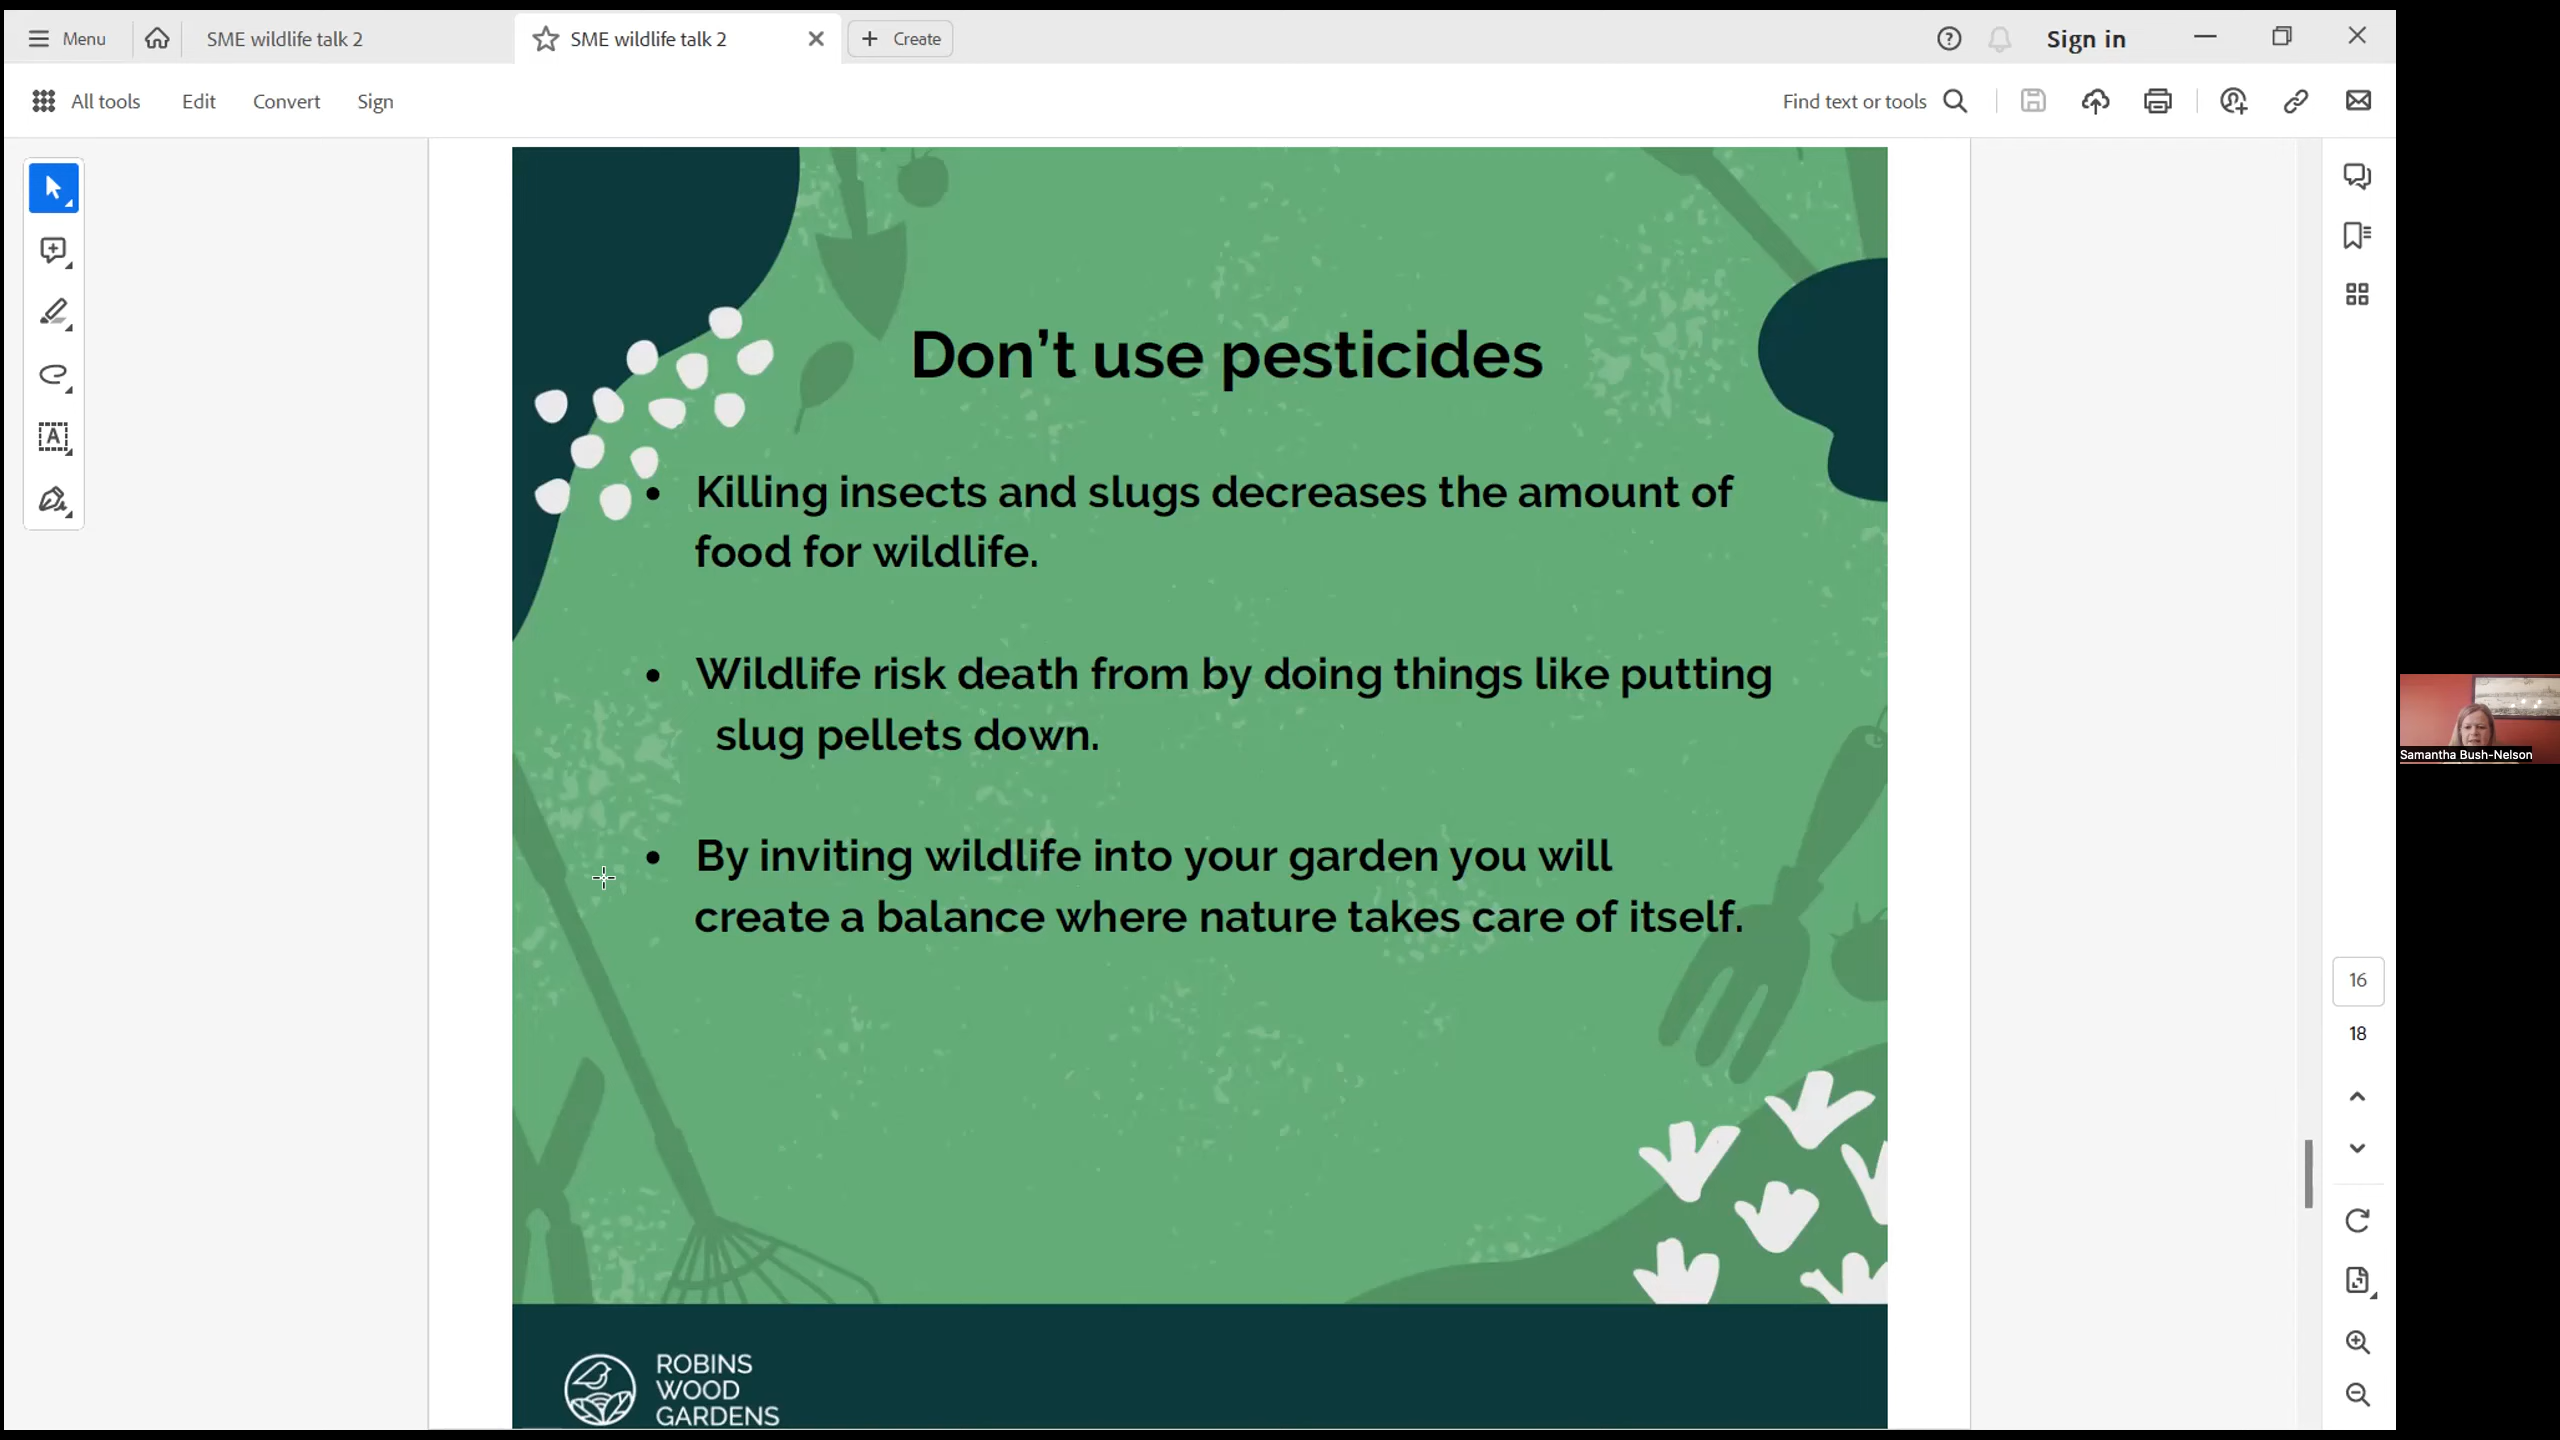 Menu
SME wildlife talk 2
SME wildlife talk 2
Create
Sign in
All tools
Edit
Convert
Sign
Find text or tools
Don't use pesticides
• Killing insects and slugs decreases the amount of
food for wildlife.
• Wildlife risk death from by doing things like putting
slug pellets down.
• By inviting wildlife into your garden you will
create a balance where nature takes care of itself.
Samantha Bush-Nelson
16
18
ROBINS
WOOD
GARDENS